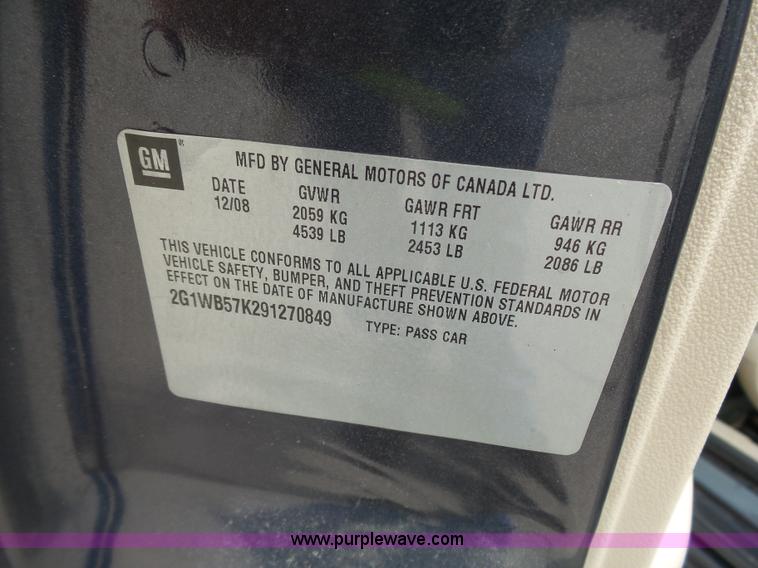 GM
MFD BY GENERAL MOTORS OF CANADA LTD.
DATE GVWR GAWR FRT GAWR RR
12/08 2059 KG 1113 KG 946 KG
4539 LB 2453 LB 2086 LB
THIS VEHICLE CONFORMS TO ALL APPLICABLE U.S. FEDERAL MOTOR
VEHICLE SAFETY, BUMPER, AND THEFT PREVENTION STANDARDS IN
EFFECT ON THE DATE OF MANUFACTURE SHOWN ABOVE.
2G1WB57K291270849 TYPE: PASS CAR
www.purplewave.com